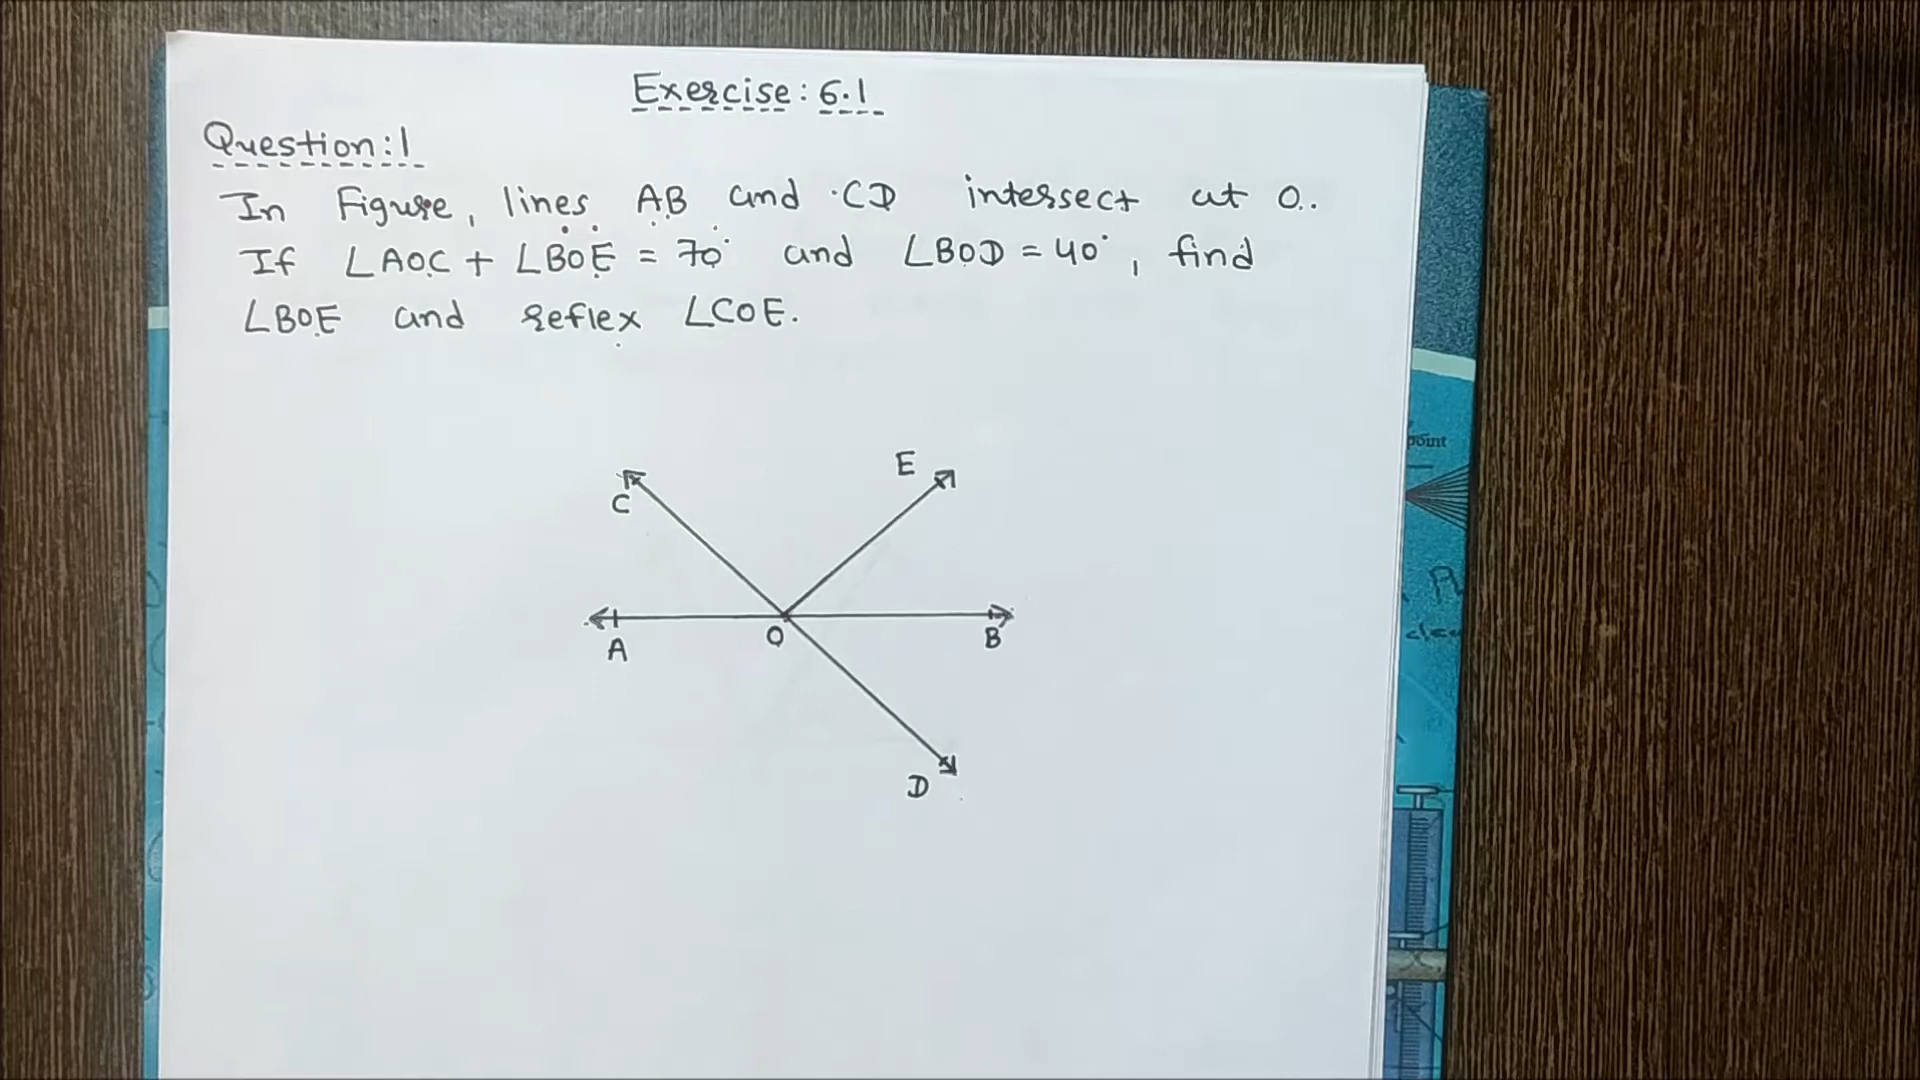 Exercise: 6.1
Question: 1
In Figure, lines AB and CD intersect at O.
If ∠AOC + ∠BOE = 70° and ∠BOD = 40°, find
∠BOE and reflex ∠COE.
E
C
A
O
B
D
point